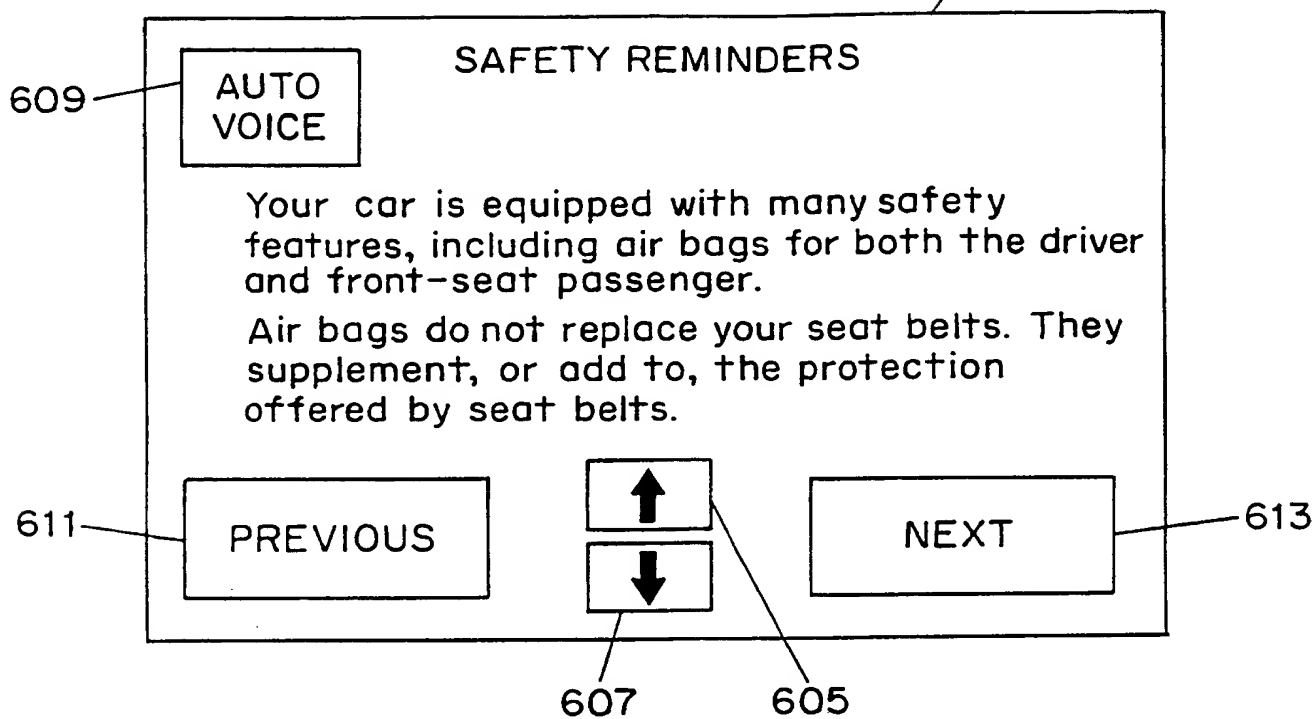 SAFETY REMINDERS
609
AUTO
VOICE
Your car is equipped with many safety
features, including air bags for both the driver
and front-seat passenger.
Air bags do not replace your seat belts. They
supplement, or add to, the protection
offered by seat belts.
611
PREVIOUS
NEXT
613
607
605